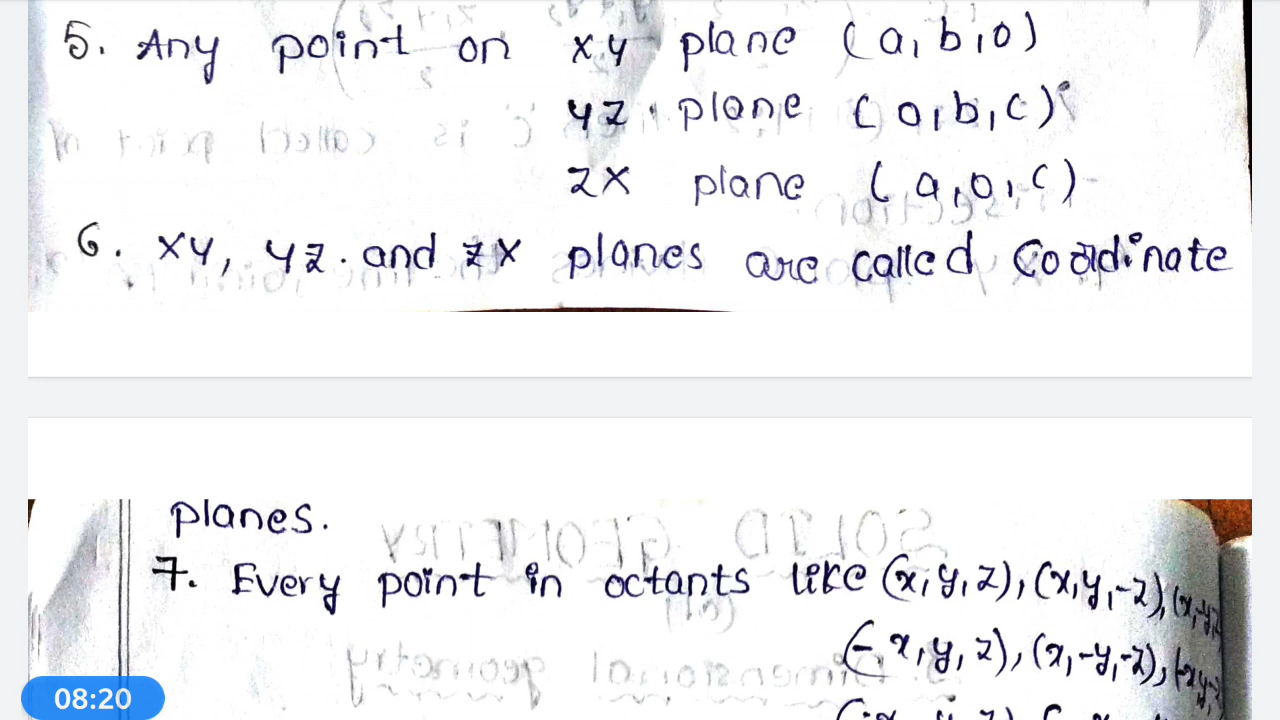 5. Any point on xy plane (a, b, 0)
yz plane (0, b, c)
zx plane (a, 0, c)
6. xy, yz. and zx planes are called Coordinate
planes.
7. Every point in octants like (x, y, z), (x, y, -z), (x, -y, z
(-x, y, z), (x, -y, -z), (-x, y, -z
08:20